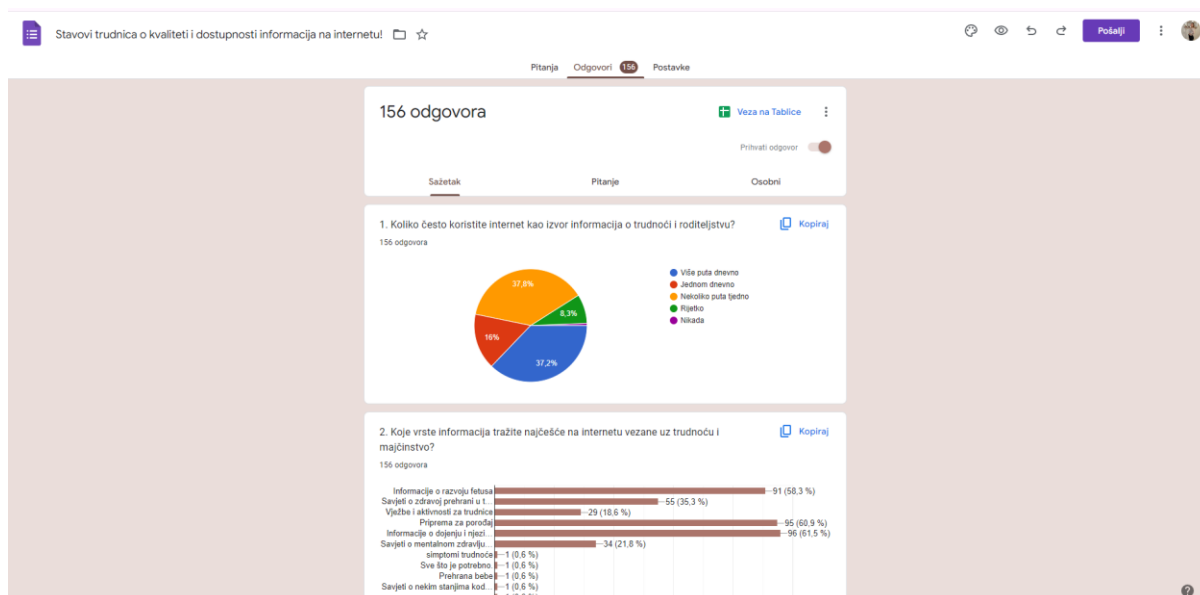 Stavovi trudnica o kvaliteti i dostupnosti informacija na internetu!
Pošalji
Pitanja Odgovori 156 Postavke
156 odgovora
Veza na Tablice
Prihvati odgovor
Sažetak Pitanje Osobni
1. Koliko često koristite internet kao izvor informacija o trudnoći i roditeljstvu?
Kopiraj
156 odgovora
Više puta dnevno
Jednom dnevno
Nekoliko puta tjedno
Rijetko
Nikada
37,8%
8,3%
16%
37,2%
2. Koje vrste informacija tražite najčešće na internetu vezane uz trudnoću i
majčinstvo?
Kopiraj
156 odgovora
Informacije o razvoju fetusa 91 (58,3 %)
Savjeti o zdravoj prehrani u t... 55 (35,3 %)
Vježbe i aktivnosti za trudnice 29 (18,6 %)
Priprema za porođaj 95 (60,9 %)
Informacije o dojenju i njezi... 96 (61,5 %)
Savjeti o mentalnom zdravlju... 34 (21,8 %)
simptomi trudnoće 1 (0,6 %)
Sve što je potrebno. 1 (0,6 %)
Prehrana bebe 1 (0,6 %)
Savjeti o nekim stanjima kod... 1 (0,6 %)